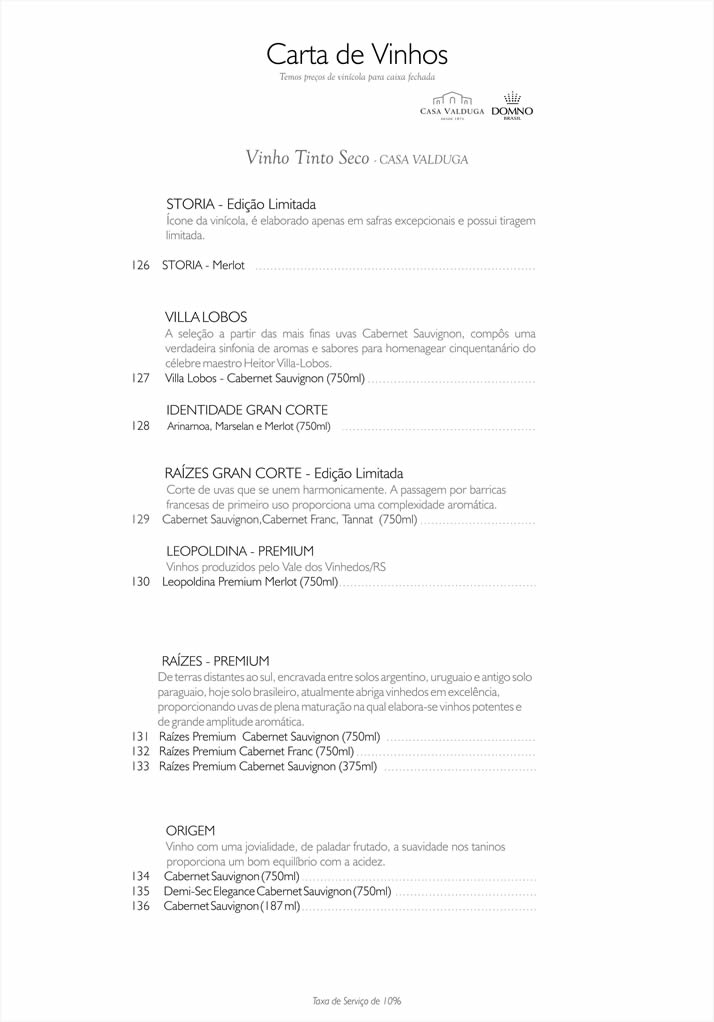 Carta de Vinhos
Temos preços de vinícola para caixa fechada
CASA VALDUGA DOMNO
desde 1875 BRASIL
Vinho Tinto Seco - CASA VALDUGA
STORIA - Edição Limitada
Ícone da vinícola, é elaborado apenas em safras excepcionais e possui tiragem
limitada.
126 STORIA - Merlot
VILLA LOBOS
A seleção a partir das mais finas uvas Cabernet Sauvignon, compôs uma
verdadeira sinfonia de aromas e sabores para homenagear cinquentanário do
célebre maestro Heitor Villa-Lobos.
127 Villa Lobos - Cabernet Sauvignon (750ml)
IDENTIDADE GRAN CORTE
128 Arinarnoa, Marselan e Merlot (750ml)
RAÍZES GRAN CORTE - Edição Limitada
Corte de uvas que se unem harmonicamente. A passagem por barricas
francesas de primeiro uso proporciona uma complexidade aromática.
129 Cabernet Sauvignon,Cabernet Franc, Tannat (750ml)
LEOPOLDINA - PREMIUM
Vinhos produzidos pelo Vale dos Vinhedos/RS
130 Leopoldina Premium Merlot (750ml)
RAÍZES - PREMIUM
De terras distantes ao sul, encravada entre solos argentino, uruguaio e antigo solo
paraguaio, hoje solo brasileiro, atualmente abriga vinhedos em excelência,
proporcionando uvas de plena maturação na qual elabora-se vinhos potentes e
de grande amplitude aromática.
131 Raízes Premium Cabernet Sauvignon (750ml)
132 Raízes Premium Cabernet Franc (750ml)
133 Raízes Premium Cabernet Sauvignon (375ml)
ORIGEM
Vinho com uma jovialidade, de paladar frutado, a suavidade nos taninos
proporciona um bom equilíbrio com a acidez.
134 Cabernet Sauvignon (750ml)
135 Demi-Sec Elegance Cabernet Sauvignon (750ml)
136 Cabernet Sauvignon (187 ml)
Taxa de Serviço de 10%